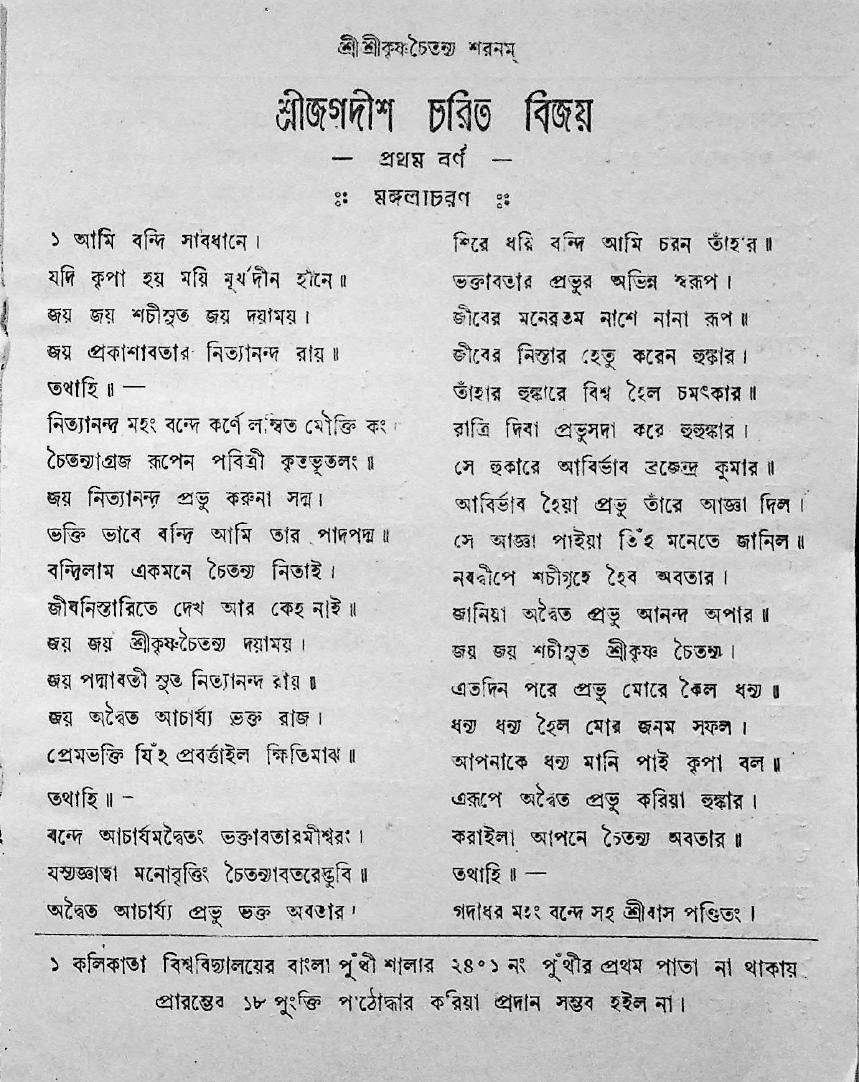 শ্রীশ্রীকৃষ্ণচৈতন্য শরনম্
শ্রীজগদীশ চরিত বিজয়
— প্রথম বর্ণ —
ঃঃ মঙ্গলাচরণ ঃঃ
১ আমি বন্দি সাবধানে।
যদি কৃপা হয় ময়ি মূর্খদীন হীনে॥
জয় জয় শচীসুত জয় দয়াময়।
জয় প্রকাশাবতার নিত্যানন্দ রায়॥
তথাহি॥ —
নিত্যানন্দ মহং বন্দে কর্ণে লম্বিত মৌক্তি কং।
চৈতন্যাগ্রজ রূপেন পবিত্রী কৃতভূতলং॥
জয় নিত্যানন্দ প্রভু করুনা সদ্ম।
ভক্তি ভাবে বন্দি আমি তার পাদপদ্ম॥
বন্দিলাম একমনে চৈতন্য নিতাই।
জীবনিস্তারিতে দেখ আর কেহ নাই॥
জয় জয় শ্রীকৃষ্ণচৈতন্য দয়াময়।
জয় পদ্মাবতী সুত নিত্যানন্দ রায়॥
জয় অদ্বৈত আচার্য্য ভক্ত রাজ।
প্রেমভক্তি যিঁহ প্রবর্ত্তাইল ক্ষিতিমাঝ॥
তথাহি॥ –
বন্দে আচার্যমদ্বৈতং ভক্তাবতারমীশ্বরং।
যস্যজ্ঞাত্বা মনোবৃত্তিং চৈতন্যাবতরেদ্ভুবি॥
অদ্বৈত আচার্য্য প্রভু ভক্ত অবতার।
শিরে ধরি বন্দি আমি চরন তাঁহার॥
ভক্তাবতার প্রভুর অভিন্ন স্বরূপ।
জীবের মনেরতম নাশে নানা রূপ॥
জীবের নিস্তার হেতু করেন হুঙ্কার।
তাঁহার হুঙ্কারে বিশ্ব হৈল চমৎকার॥
রাত্রি দিবা প্রভুসদা করে হুহুঙ্কার।
সে হুকারে আবির্ভাব ব্রজেন্দ্র কুমার॥
আবির্ভাব হৈয়া প্রভু তাঁরে আজ্ঞা দিল।
সে আজ্ঞা পাইয়া তিঁহ মনেতে জানিল॥
নবদ্বীপে শচীগৃহে হৈব অবতার।
জানিয়া অদ্বৈত প্রভু আনন্দ অপার॥
জয় জয় শচীসুত শ্রীকৃষ্ণ চৈতন্য।
এতদিন পরে প্রভু মোরে কৈল ধন্য॥
ধন্য ধন্য হৈল মোর জনম সফল।
আপনাকে ধন্য মানি পাই কৃপা বল॥
এরূপে অদ্বৈত প্রভু করিয়া হুঙ্কার।
করাইলা আপনে চৈতন্য অবতার॥
তথাহি॥ —
গদাধর মহং বন্দে সহ শ্রীবাস পণ্ডিতং।
১ কলিকাতা বিশ্ববিদ্যালয়ের বাংলা পুঁথী শালার ২৪০১ নং পুঁথীর প্রথম পাতা না থাকায়
প্রারম্ভের ১৮ পুংক্তি পাঠোদ্ধার করিয়া প্রদান সম্ভব হইল না।